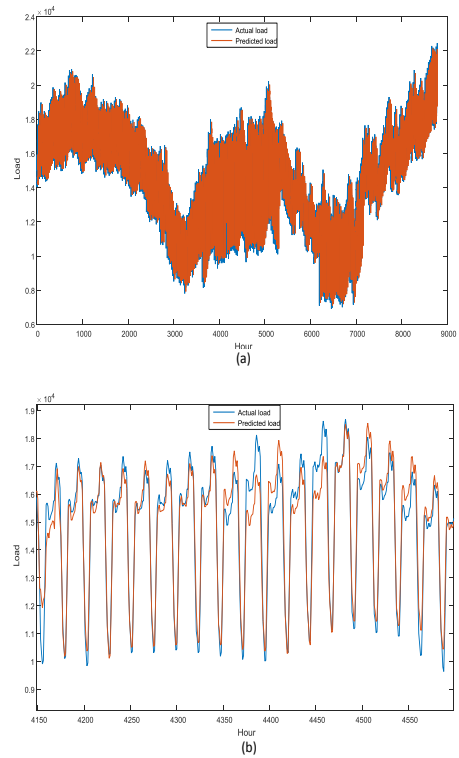 × 10⁴
2.4
2.2
2
1.8
1.6
1.4
1.2
1
0.8
0.6
Load
Actual load
Predicted load
0 1000 2000 3000 4000 5000 6000 7000 8000 9000
Hour
(a)
× 10⁴
1.9
1.8
1.7
1.6
1.5
1.4
1.3
1.2
1.1
1
0.9
Load
Actual load
Predicted load
4150 4200 4250 4300 4350 4400 4450 4500 4550
Hour
(b)